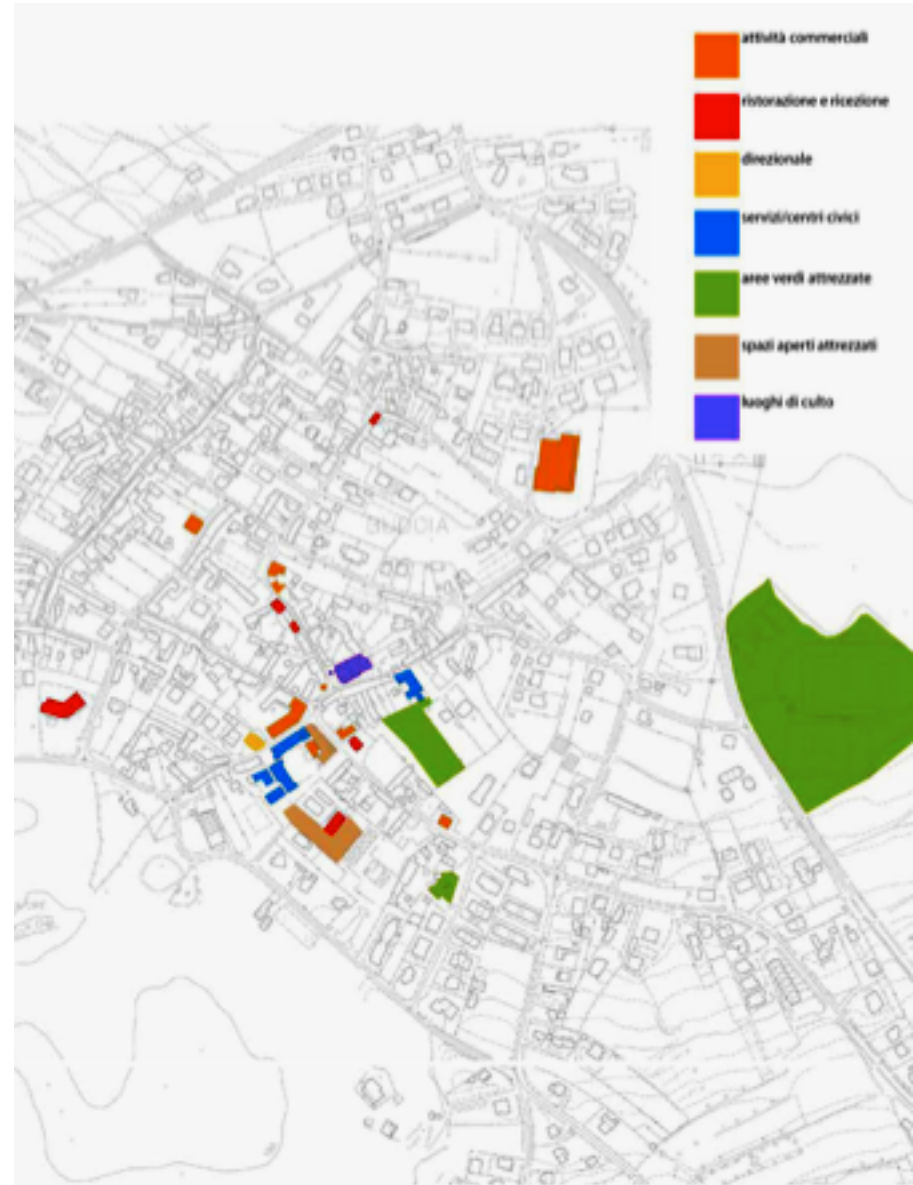 attività commerciali
ristorazione e ricezione
direzionale
servizi/centri civici
aree verdi attrezzate
spazi aperti attrezzati
luoghi di culto